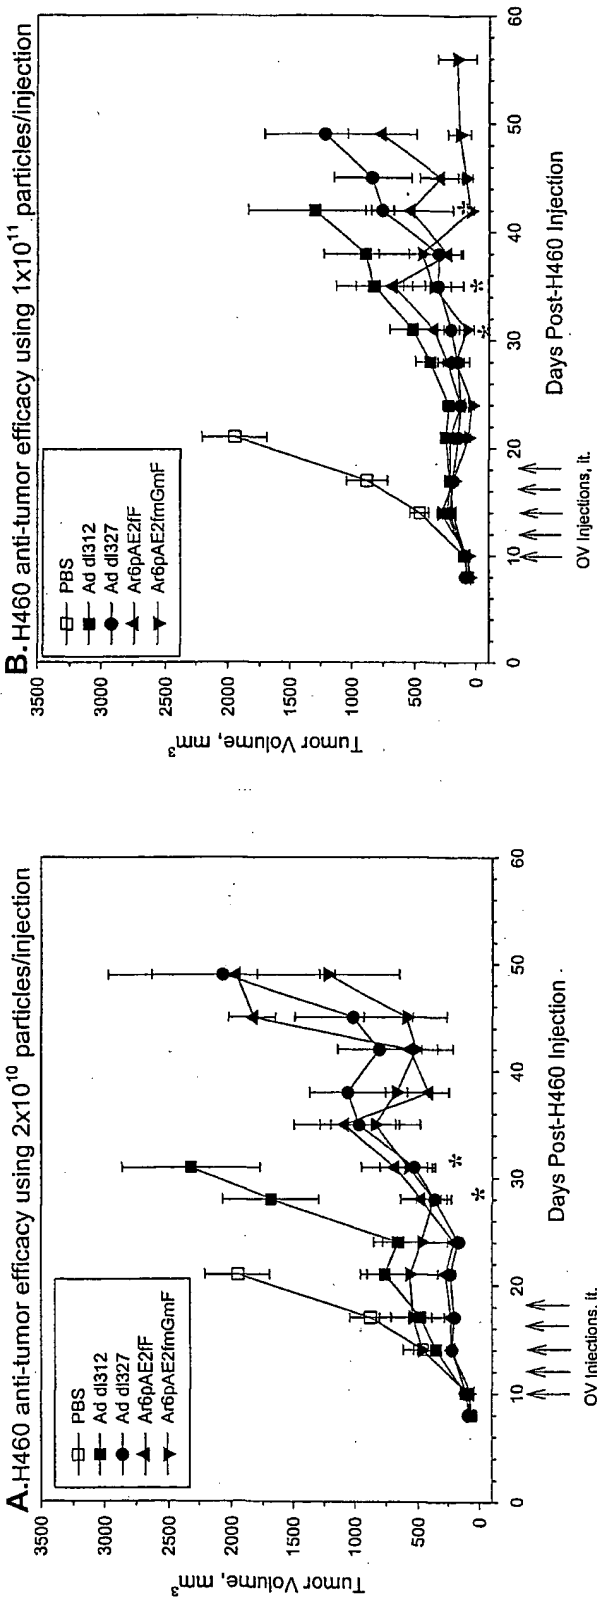 A. H460 anti-tumor efficacy using 2x10¹⁰ particles/injection
Tumor Volume, mm³
3500
3000
2500
2000
1500
1000
500
0
PBS
Ad dl312
Ad dl327
Ar6pAE2fF
Ar6pAE2fmGmF
*
*
0
10
20
30
40
50
60
Days Post-H460 Injection
OV Injections, it.
B. H460 anti-tumor efficacy using 1x10¹¹ particles/injection
Tumor Volume, mm³
3500
3000
2500
2000
1500
1000
500
0
PBS
Ad dl312
Ad dl327
Ar6pAE2fF
Ar6pAE2fmGmF
*
*
0
10
20
30
40
50
60
Days Post-H460 Injection
OV Injections, it.